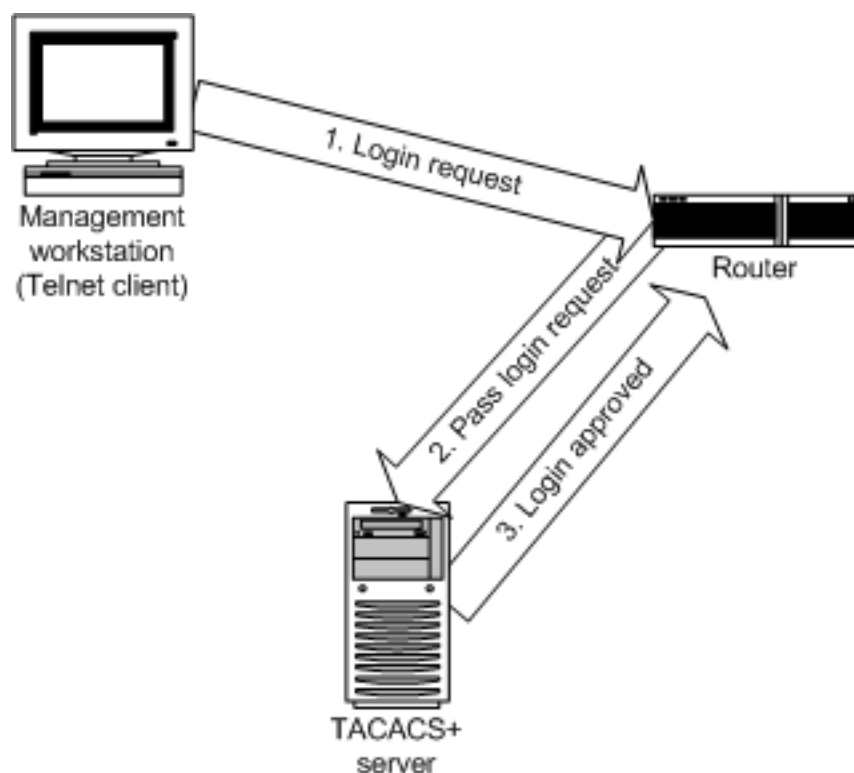 1. Login request
Management
workstation
(Telnet client)
Router
2. Pass login request
3. Login approved
TACACS+
server